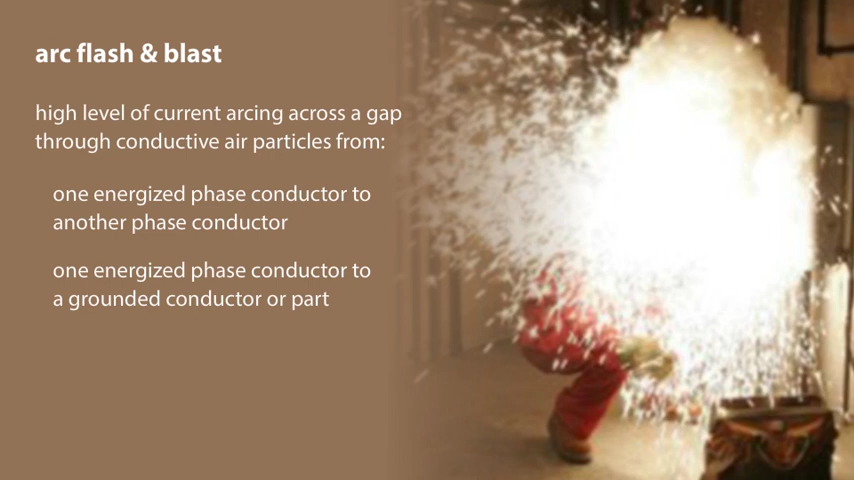 arc flash & blast
high level of current arcing across a gap
through conductive air particles from:
one energized phase conductor to
another phase conductor
one energized phase conductor to
a grounded conductor or part